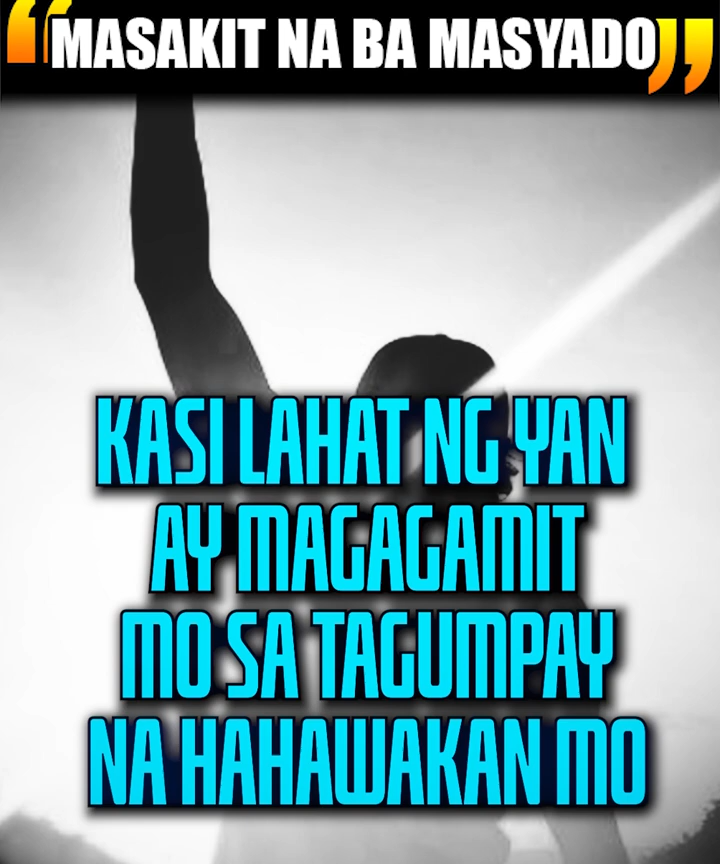 “MASAKIT NA BA MASYADO”
KASI LAHAT NG YAN
AY MAGAGAMIT
MO SA TAGUMPAY
NA HAHAWAKAN MO